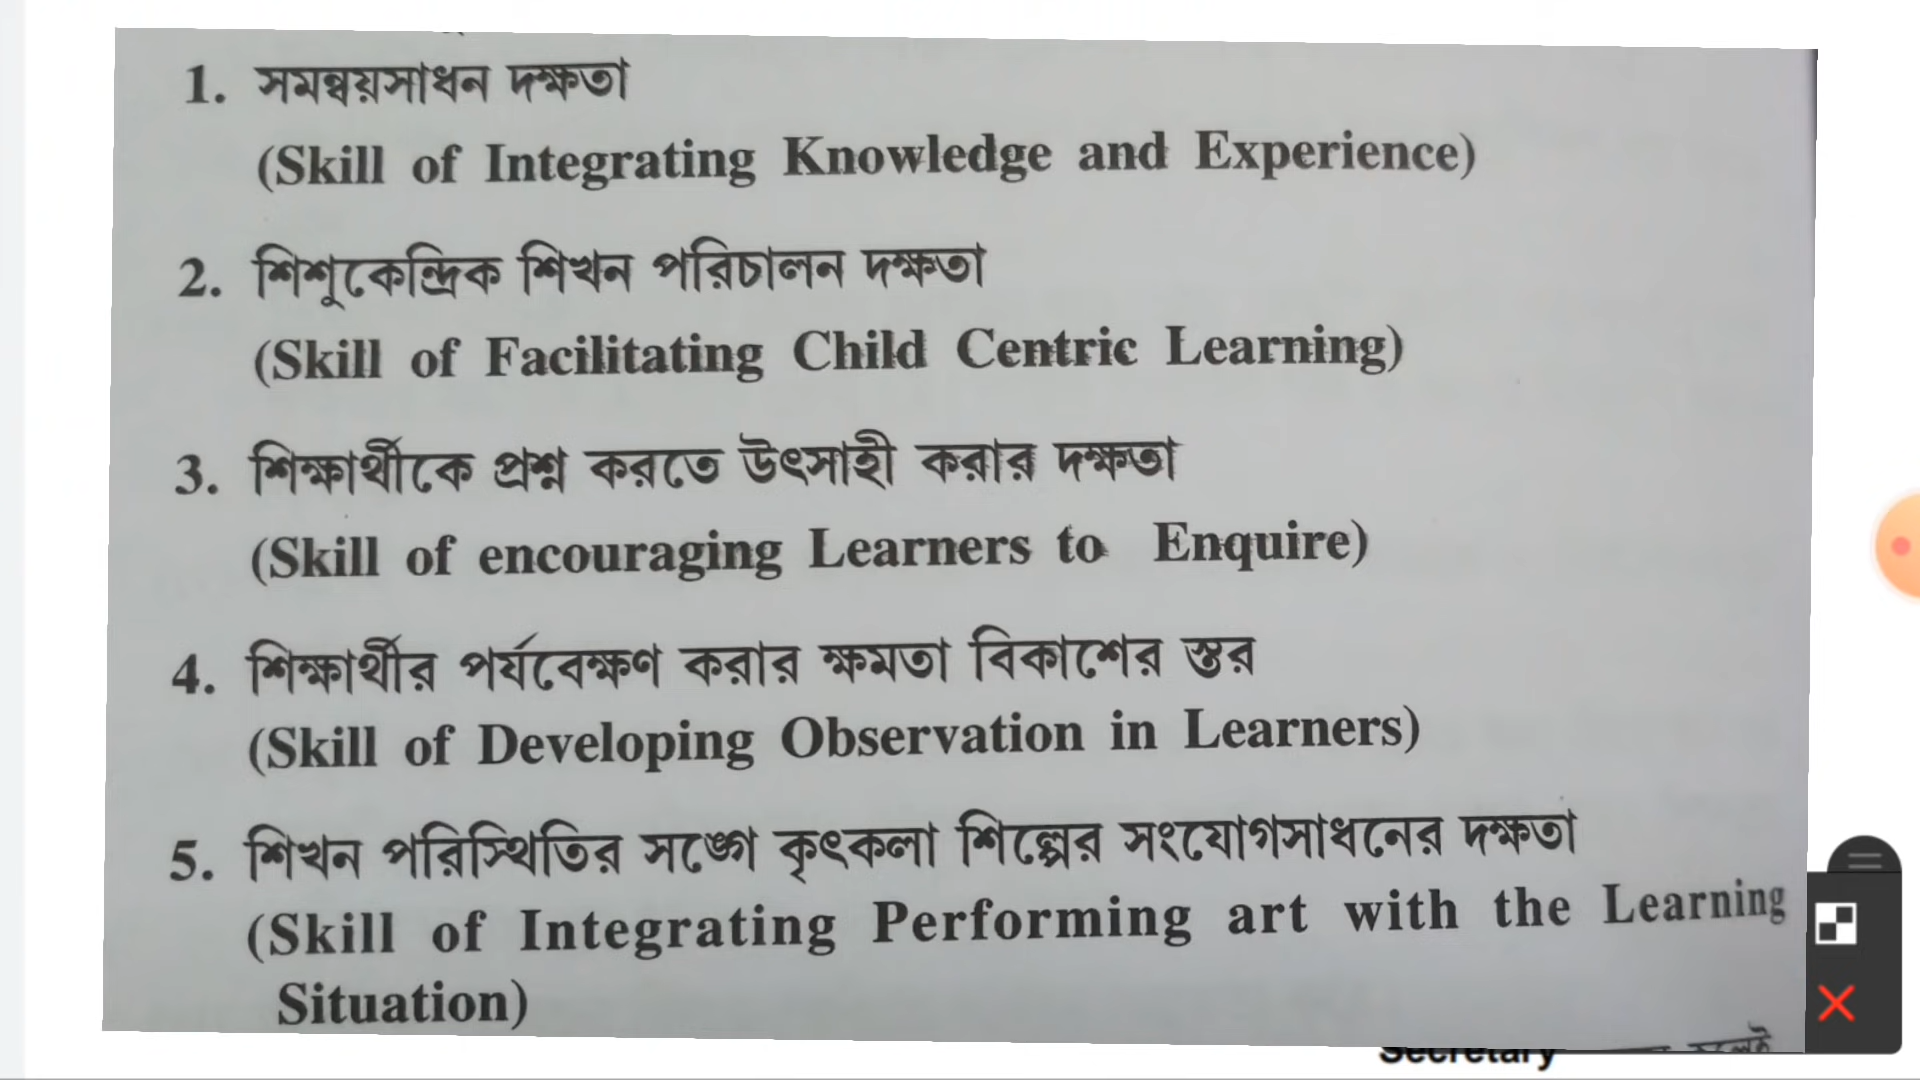 1. সমন্বয়সাধন দক্ষতা
(Skill of Integrating Knowledge and Experience)
2. শিশুকেন্দ্রিক শিখন পরিচালন দক্ষতা
(Skill of Facilitating Child Centric Learning)
3. শিক্ষার্থীকে প্রশ্ন করতে উৎসাহী করার দক্ষতা
(Skill of encouraging Learners to Enquire)
4. শিক্ষার্থীর পর্যবেক্ষণ করার ক্ষমতা বিকাশের স্তর
(Skill of Developing Observation in Learners)
5. শিখন পরিস্থিতির সঙ্গে কৃৎকলা শিল্পের সংযোগসাধনের দক্ষতা
(Skill of Integrating Performing art with the Learning
Situation)
Secretary